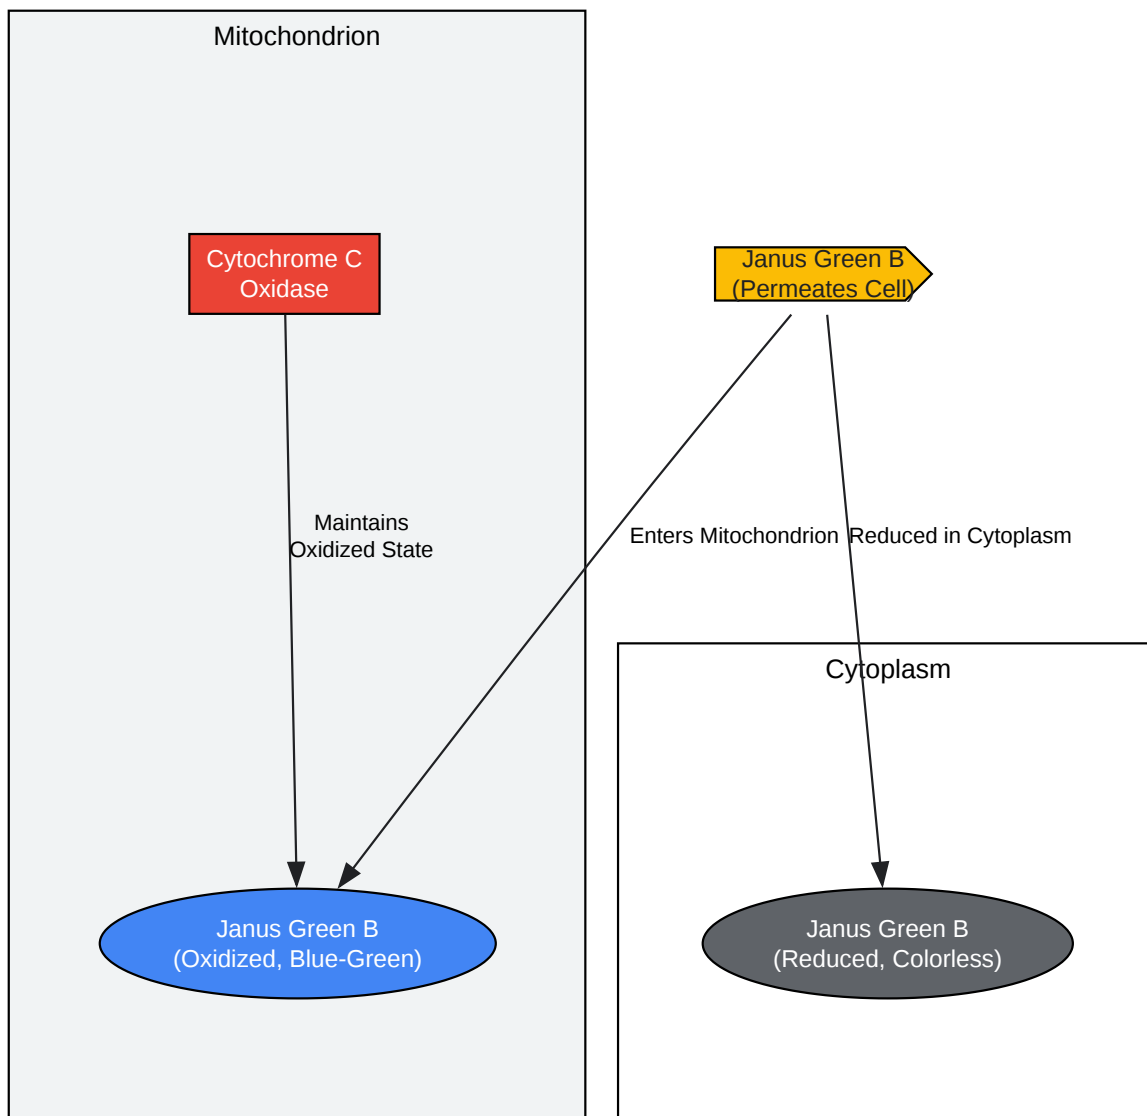 Mitochondrion
Cytochrome C
Oxidase
Janus Green B
(Permeates Cell)
Maintains
Oxidized State
Enters Mitochondrion
Reduced in Cytoplasm
Cytoplasm
Janus Green B
(Oxidized, Blue-Green)
Janus Green B
(Reduced, Colorless)